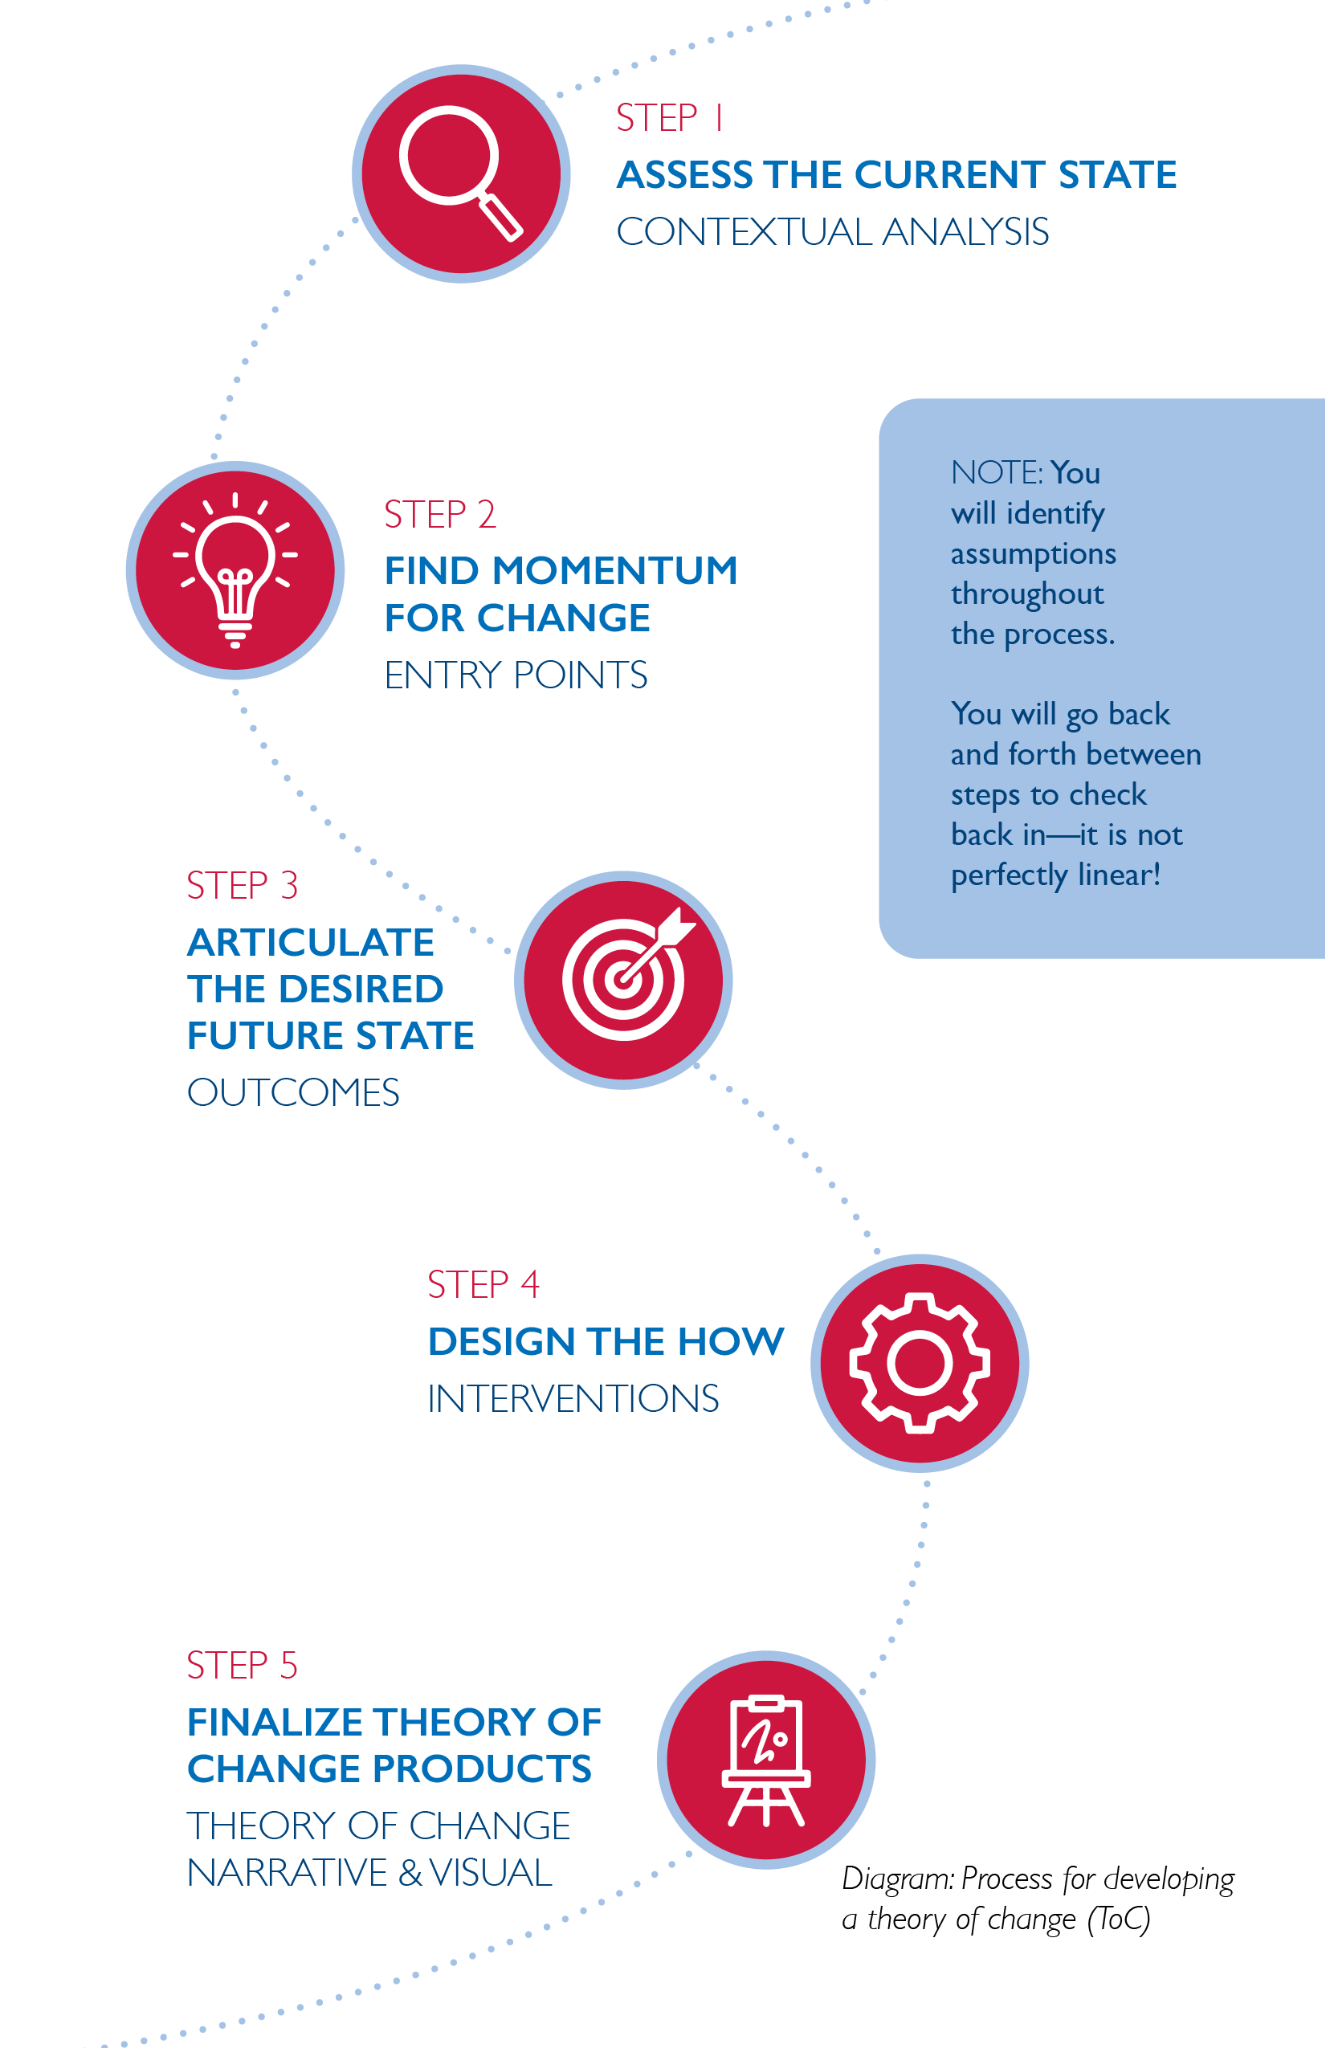 STEP 1
ASSESS THE CURRENT STATE
CONTEXTUAL ANALYSIS
STEP 2
FIND MOMENTUM
FOR CHANGE
ENTRY POINTS
NOTE: You
will identify
assumptions
throughout
the process.
You will go back
and forth between
steps to check
back in—it is not
perfectly linear!
STEP 3
ARTICULATE
THE DESIRED
FUTURE STATE
OUTCOMES
STEP 4
DESIGN THE HOW
INTERVENTIONS
STEP 5
FINALIZE THEORY OF
CHANGE PRODUCTS
THEORY OF CHANGE
NARRATIVE & VISUAL
Diagram: Process for developing
a theory of change (ToC)